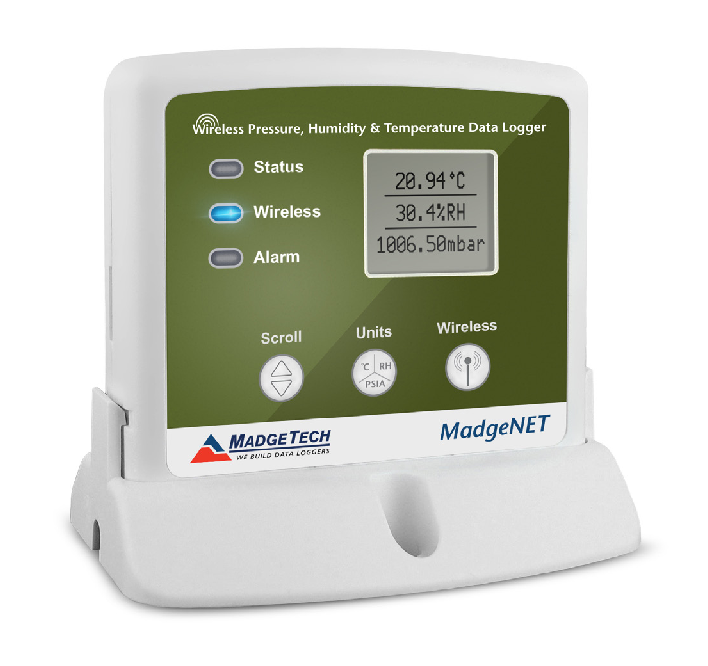 Wireless Pressure, Humidity & Temperature Data Logger
Status
Wireless
Alarm
20.94°C
30.4%RH
1006.50mbar
Scroll
Units
Wireless
°C RH
PSIA
MADGETECH
WE BUILD DATA LOGGERS
MadgeNET